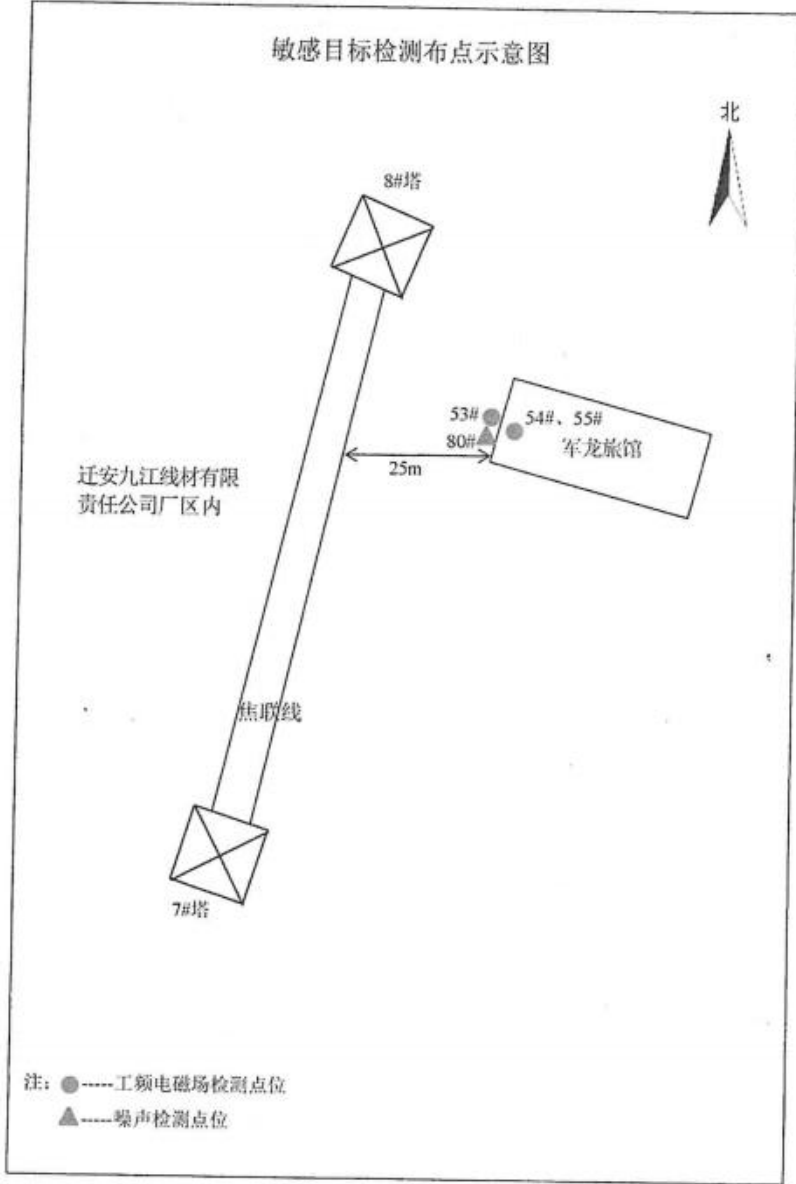 敏感目标检测布点示意图
北
8#塔
53#
54#、55#
80#
军龙旅馆
25m
迁安九江线材有限
责任公司厂区内
焦联线
7#塔
注：●-----工频电磁场检测点位
▲-----噪声检测点位